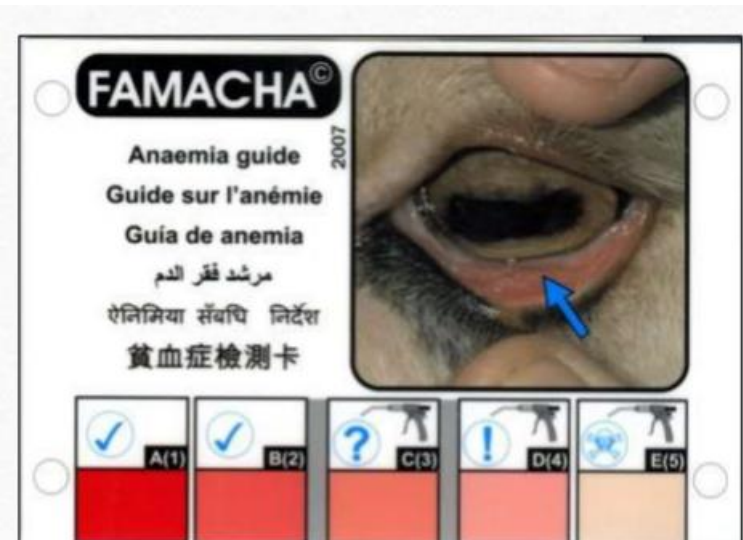 FAMACHA©
2007
Anaemia guide
Guide sur l'anémie
Guía de anemia
مرشد فقر الدم
ऐनिमिया सँबधि निर्देश
貧血症檢測卡
A(1) B(2) C(3) D(4) E(5)